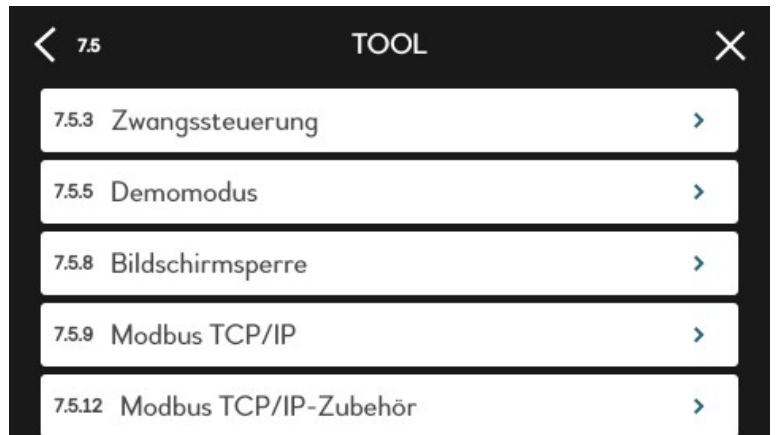 7.5 TOOL
7.5.3 Zwangssteuerung
7.5.5 Demomodus
7.5.8 Bildschirmsperre
7.5.9 Modbus TCP/IP
7.5.12 Modbus TCP/IP-Zubehör